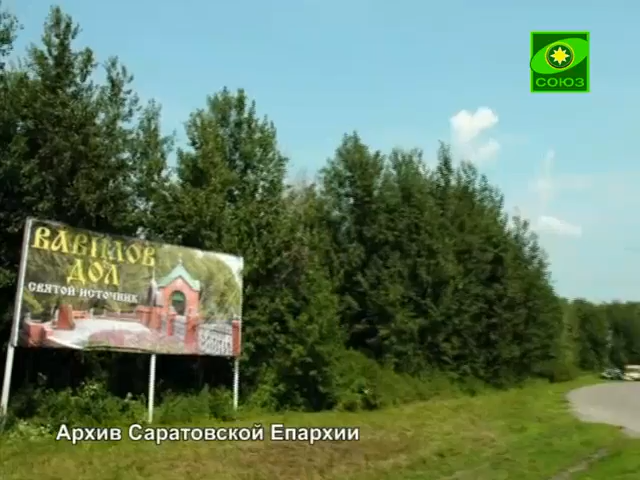 СОЮЗ
ВАВИЛОВ
ДОЛ
СВЯТОЙ ИСТОЧНИК
Архив Саратовской Епархии